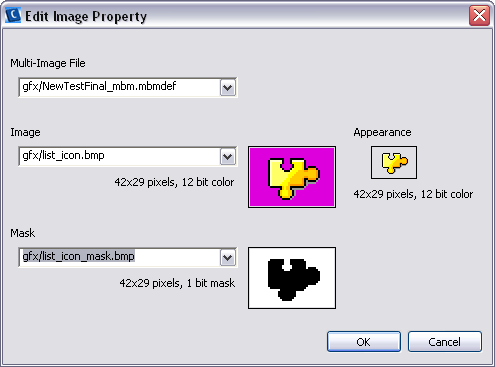 Edit Image Property
Multi-Image File
gfx/NewTestFinal_mbm.mbmdef
Image
Appearance
gfx/list_icon.bmp
42x29 pixels, 12 bit color
42x29 pixels, 12 bit color
Mask
gfx/list_icon_mask.bmp
42x29 pixels, 1 bit mask
OK
Cancel